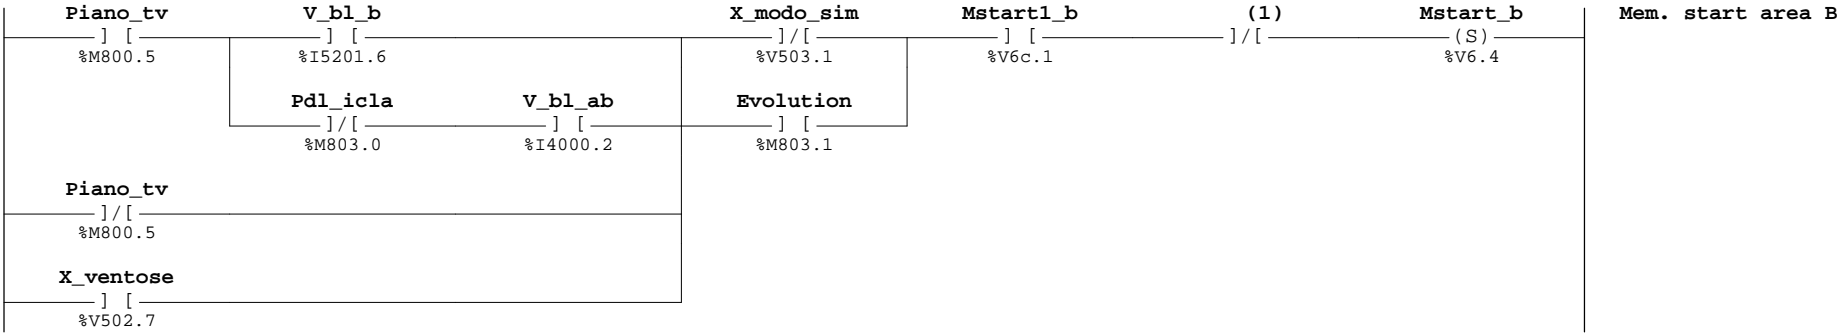 Piano_tv V_bl_b X_modo_sim Mstart1_b (1) Mstart_b Mem. start area B
] [ ] [ ]/[ ] [ ]/[ (S)
%M800.5 %I5201.6 %V503.1 %V6c.1 %V6.4
Pdl_icla V_bl_ab Evolution
]/[ ] [ ] [
%M803.0 %I4000.2 %M803.1
Piano_tv
]/[
%M800.5
X_ventose
] [
%V502.7